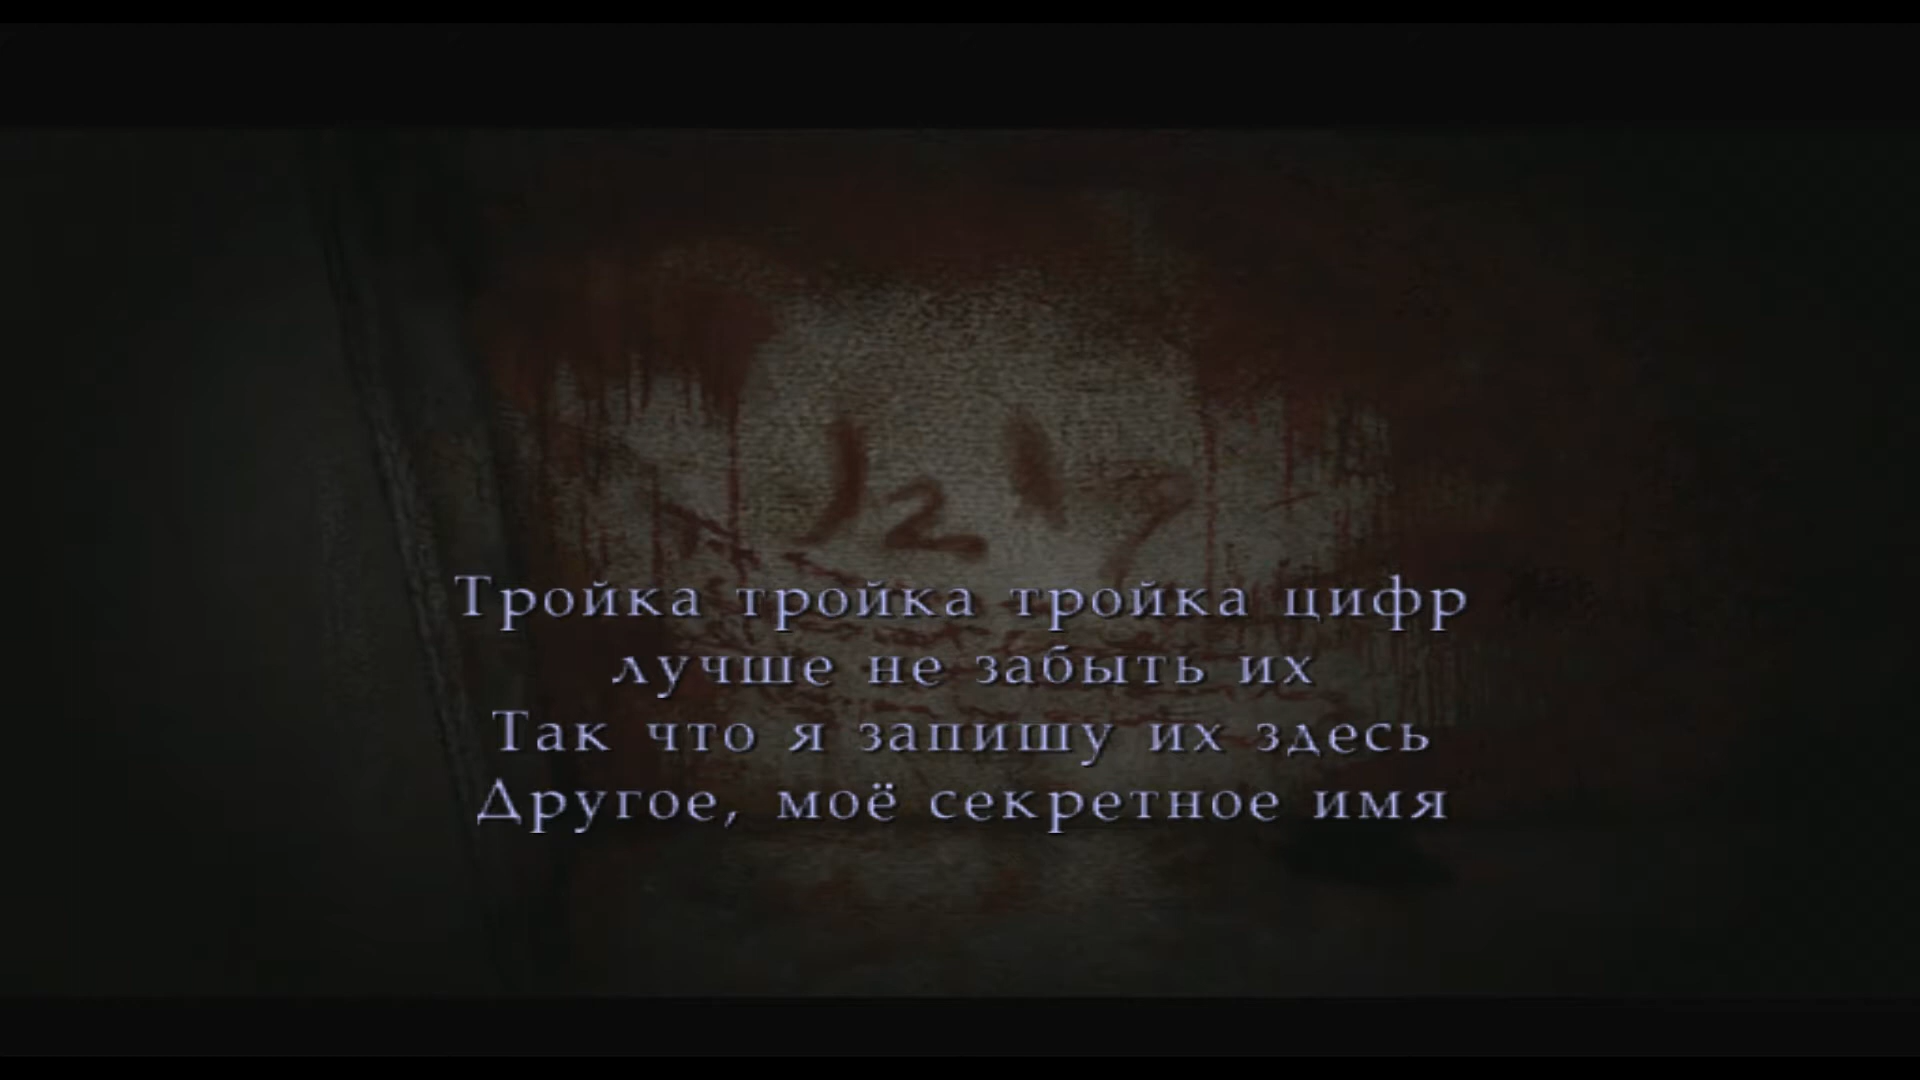 Тройка тройка тройка цифр
лучше не забыть их
Так что я запишу их здесь
Другое, моё секретное имя